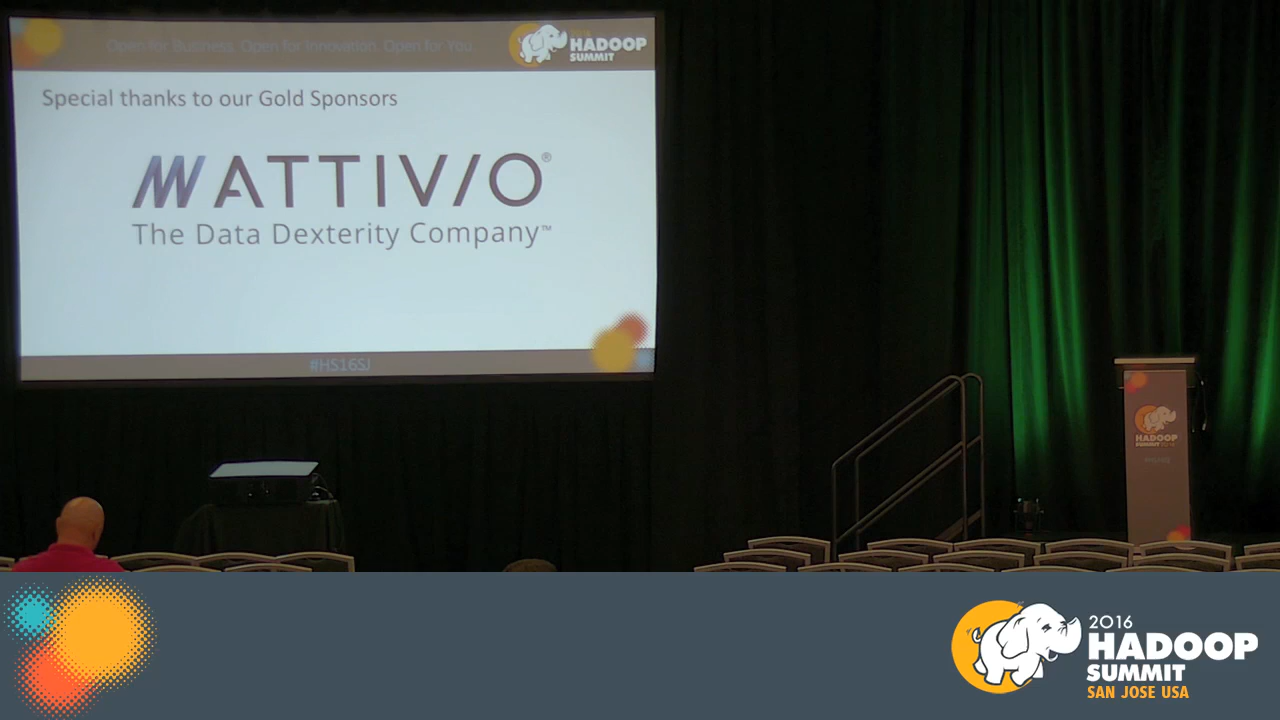 Open for Business. Open for Innovation. Open for You.
HADOOP
SUMMIT
Special thanks to our Gold Sponsors
ATTIVIO®
The Data Dexterity Company™
#HS16SJ
HADOOP
SUMMIT
2016
HADOOP
SUMMIT
SAN JOSE USA